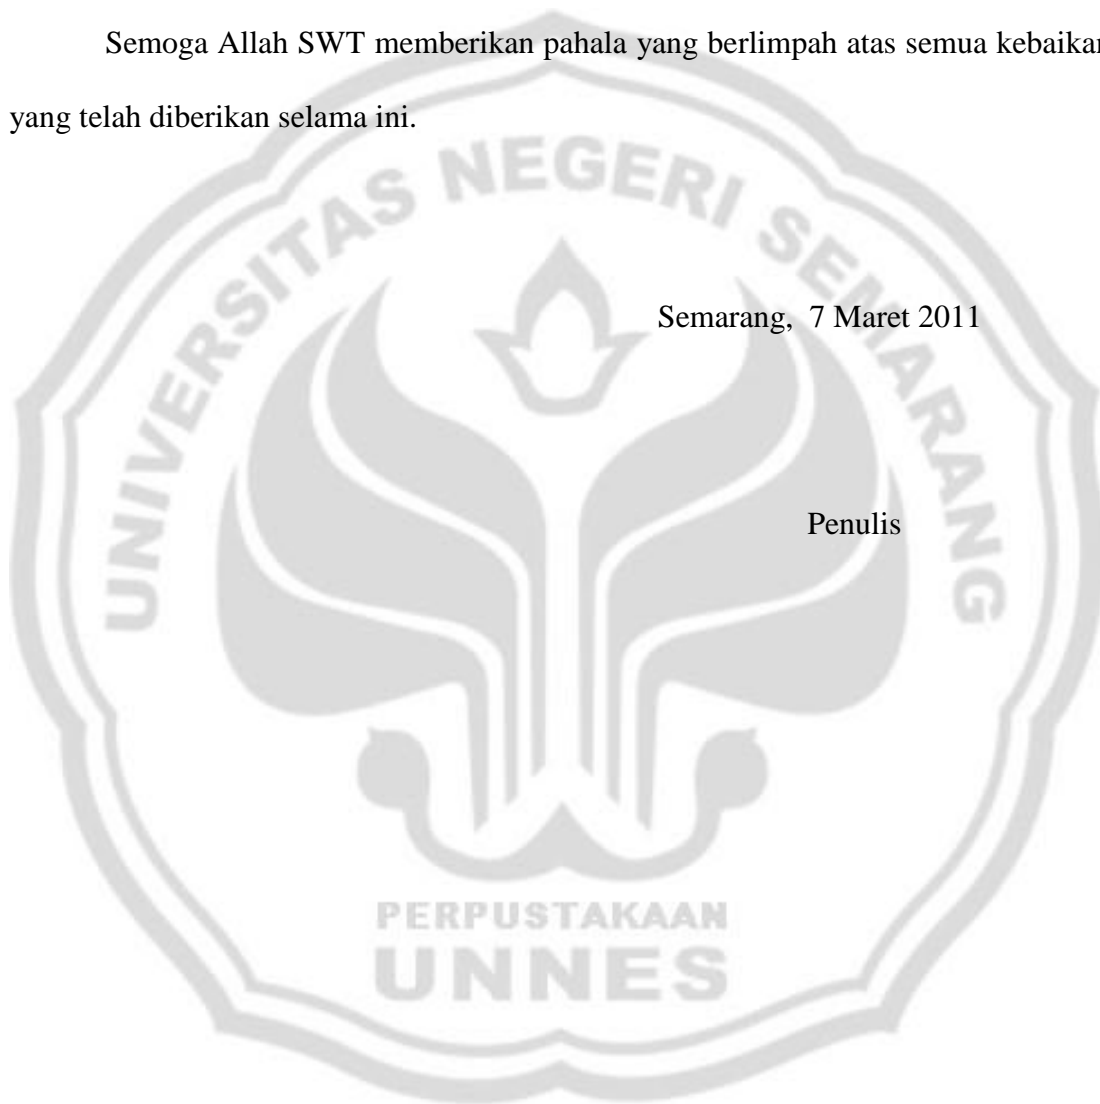 Semoga Allah SWT memberikan pahala yang berlimpah atas semua kebaikan
yang telah diberikan selama ini.
UNIVERSITAS NEGERI SEMARANG
Semarang, 7 Maret 2011
Penulis
PERPUSTAKAAN
UNNES